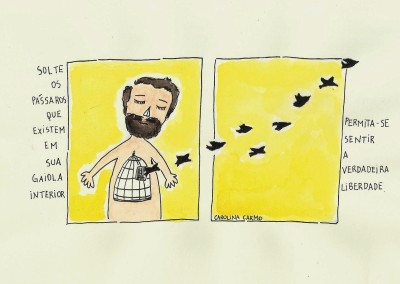 SOLTE
OS
PÁSSAROS
QUE
EXISTEM
EM
SUA
GAIOLA
INTERIOR
PERMITA-SE
SENTIR
A
VERDADEIRA
LIBERDADE.
CAROLINA CARMO